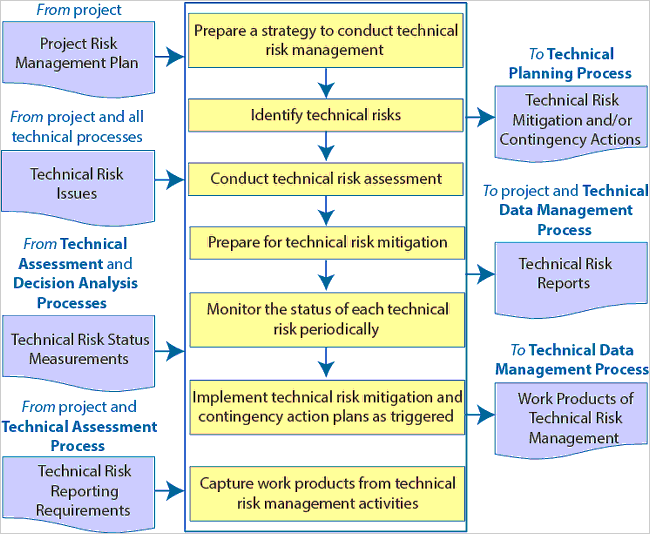 From project
Project Risk
Management Plan
From project and all
technical processes
Technical Risk
Issues
From Technical
Assessment and
Decision Analysis
Processes
Technical Risk Status
Measurements
From project and
Technical Assessment
Process
Technical Risk
Reporting
Requirements
Prepare a strategy to conduct technical
risk management
Identify technical risks
Conduct technical risk assessment
Prepare for technical risk mitigation
Monitor the status of each technical
risk periodically
Implement technical risk mitigation and
contingency action plans as triggered
Capture work products from technical
risk management activities
To Technical
Planning Process
Technical Risk
Mitigation and/or
Contingency Actions
To project and Technical
Data Management
Process
Technical Risk
Reports
To Technical Data
Management Process
Work Products of
Technical Risk
Management